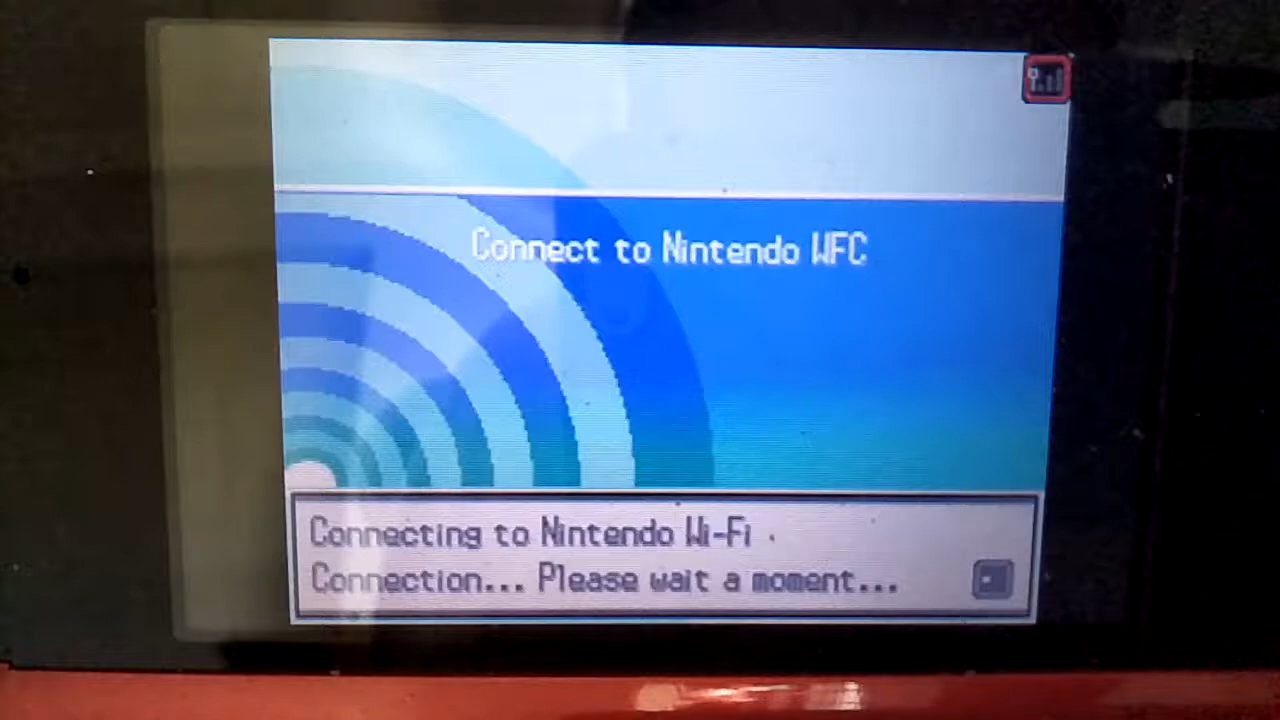 Connect to Nintendo WFC
Connecting to Nintendo Wi-Fi
Connection... Please wait a moment...